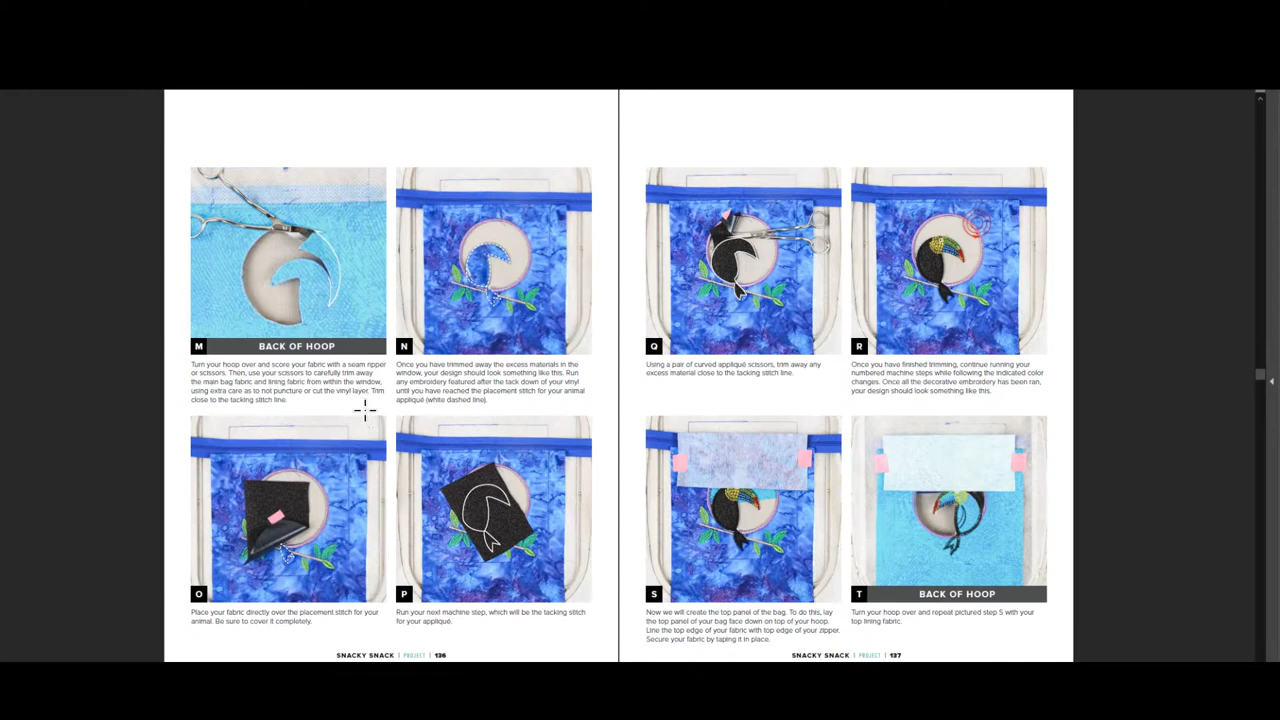 M BACK OF HOOP
Turn your hoop over and score your fabric with a seam ripper
or scissors. Then, use your scissors to carefully trim away
the main bag fabric and lining fabric from within the window,
using extra care as to not puncture or cut the vinyl layer. Trim
close to the tacking stitch line.
N
Once you have trimmed away the excess materials in the
window, your design should look something like this. Run
any embroidery featured after the tack down of your vinyl
until you have reached the placement stitch for your animal
appliqué (white dashed line).
O
Place your fabric directly over the placement stitch for your
animal. Be sure to cover it completely.
P
Run your next machine step, which will be the tacking stitch
for your appliqué.
SNACKY SNACK | PROJECT | 136
Q
Using a pair of curved appliqué scissors, trim away any
excess material close to the tacking stitch line.
R
Once you have finished trimming, continue running your
numbered machine steps while following the indicated color
changes. Once all the decorative embroidery has been ran,
your design should look something like this.
S
Now we will create the top panel of the bag. To do this, lay
the top panel of your bag face down on top of your hoop.
Line the top edge of your fabric with top edge of your zipper.
Secure your fabric by taping it in place.
T BACK OF HOOP
Turn your hoop over and repeat pictured step S with your
top lining fabric.
SNACKY SNACK | PROJECT | 137